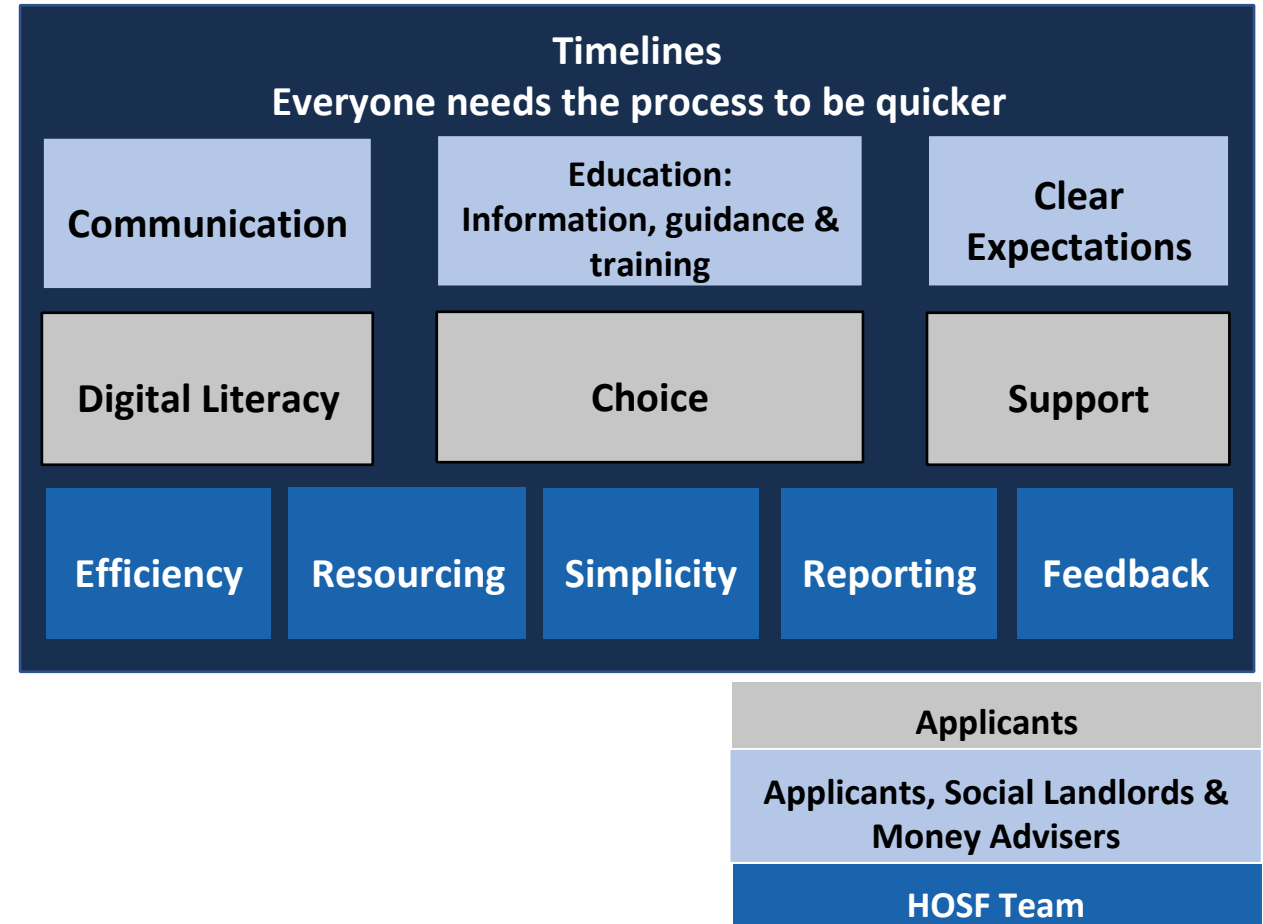 Timelines
Everyone needs the process to be quicker
Communication
Education:
Information, guidance &
training
Clear
Expectations
Digital Literacy
Choice
Support
Efficiency
Resourcing
Simplicity
Reporting
Feedback
Applicants
Applicants, Social Landlords &
Money Advisers
HOSF Team